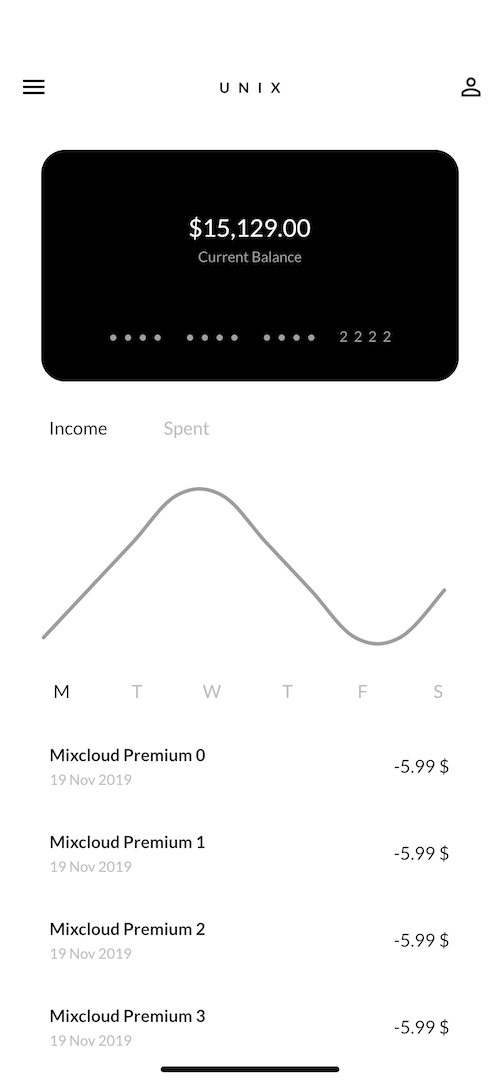 UNIX
$15,129.00
Current Balance
•••• •••• •••• 2222
Income Spent
M T W T F S
Mixcloud Premium 0
-5.99 $
19 Nov 2019
Mixcloud Premium 1
-5.99 $
19 Nov 2019
Mixcloud Premium 2
-5.99 $
19 Nov 2019
Mixcloud Premium 3
-5.99 $
19 Nov 2019